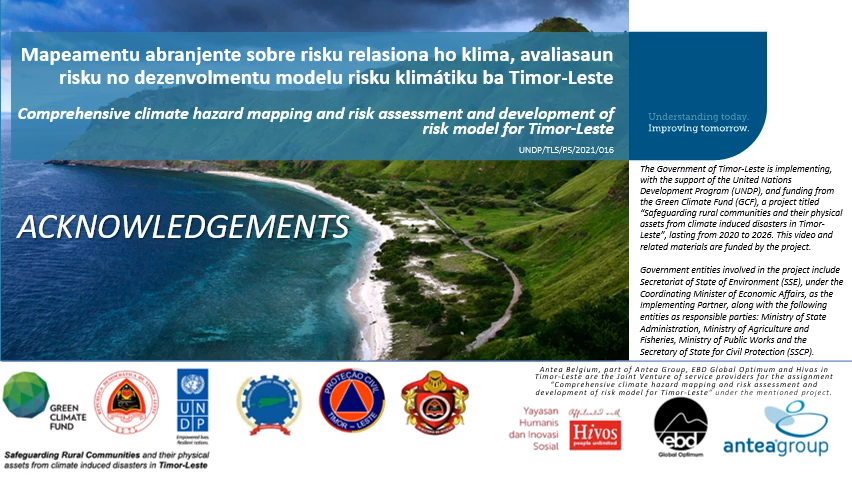 Mapeamentu abranjente sobre risku relasiona ho klima, avaliasaun
risku no dezenvolmentu modelu risku klimátiku ba Timor-Leste
Comprehensive climate hazard mapping and risk assessment and development of
risk model for Timor-Leste
UNDP/TLS/PS/2021/016
Understanding today.
Improving tomorrow.
ACKNOWLEDGEMENTS
The Government of Timor-Leste is implementing,
with the support of the United Nations
Development Program (UNDP), and funding from
the Green Climate Fund (GCF), a project titled
“Safeguarding rural communities and their physical
assets from climate induced disasters in Timor-
Leste”, lasting from 2020 to 2026. This video and
related materials are funded by the project.
Government entities involved in the project include
Secretariat of State of Environment (SSE), under the
Coordinating Minister of Economic Affairs, as the
Implementing Partner, along with the following
entities as responsible parties: Ministry of State
Administration, Ministry of Agriculture and
Fisheries, Ministry of Public Works and the
Secretary of State for Civil Protection (SSCP).
Antea Belgium, part of Antea Group, EBD Global Optimum and Hivos in
Timor-Leste are the Joint Venture of service providers for the assignment
“Comprehensive climate hazard mapping and risk assessment and
development of risk model for Timor-Leste” under the mentioned project.
GREEN
CLIMATE
FUND
UN
DP
Empowered lives.
Resilient nations.
PROTEÇÃO CIVIL
TIMOR - LESTE
Yayasan
Humanis
dan Inovasi
Sosial
Affiliated with
Hivos
people unlimited
ebd
Global Optimum
anteagroup
Safeguarding Rural Communities and their physical
assets from climate induced disasters in Timor-Leste